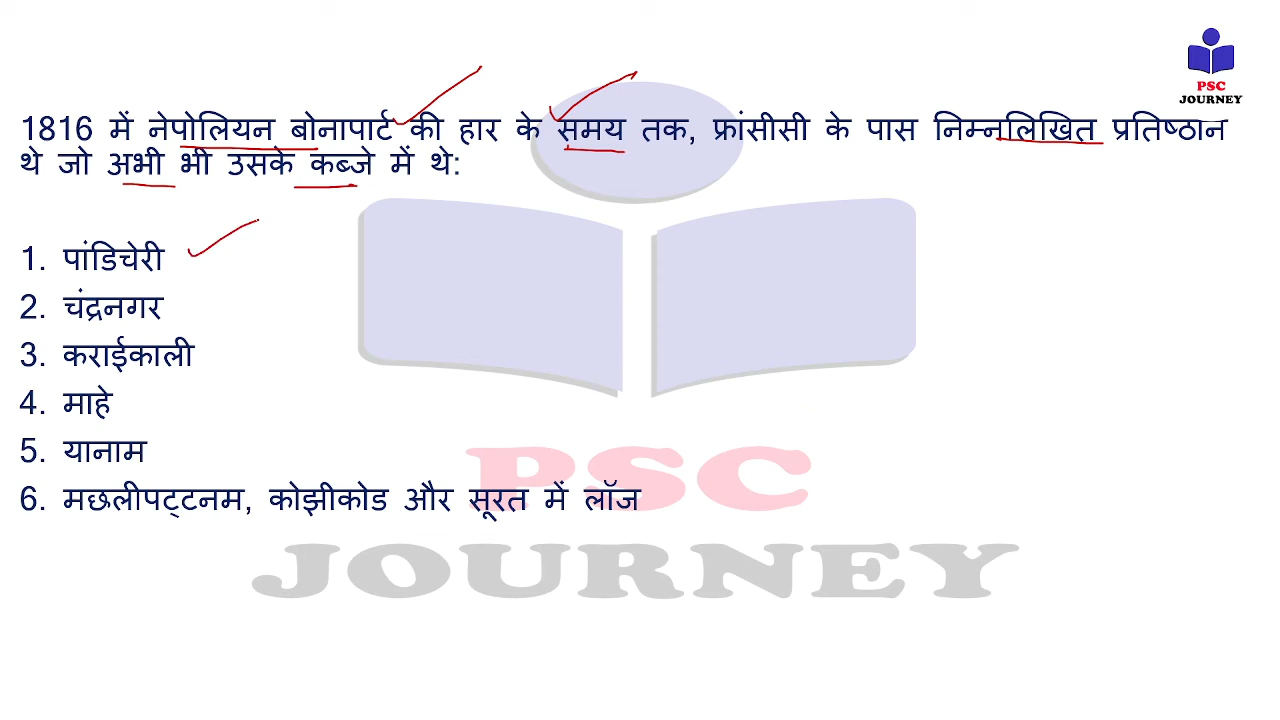 PSC
JOURNEY
1816 में नेपोलियन बोनापार्ट की हार के समय तक, फ्रांसीसी के पास निम्नलिखित प्रतिष्ठान
थे जो अभी भी उसके कब्जे में थे:
1. पांडिचेरी
2. चंद्रनगर
3. कराईकाली
4. माहे
5. यानाम
6. मछलीपट्टनम, कोझीकोड और सूरत में लॉज
PSC
JOURNEY